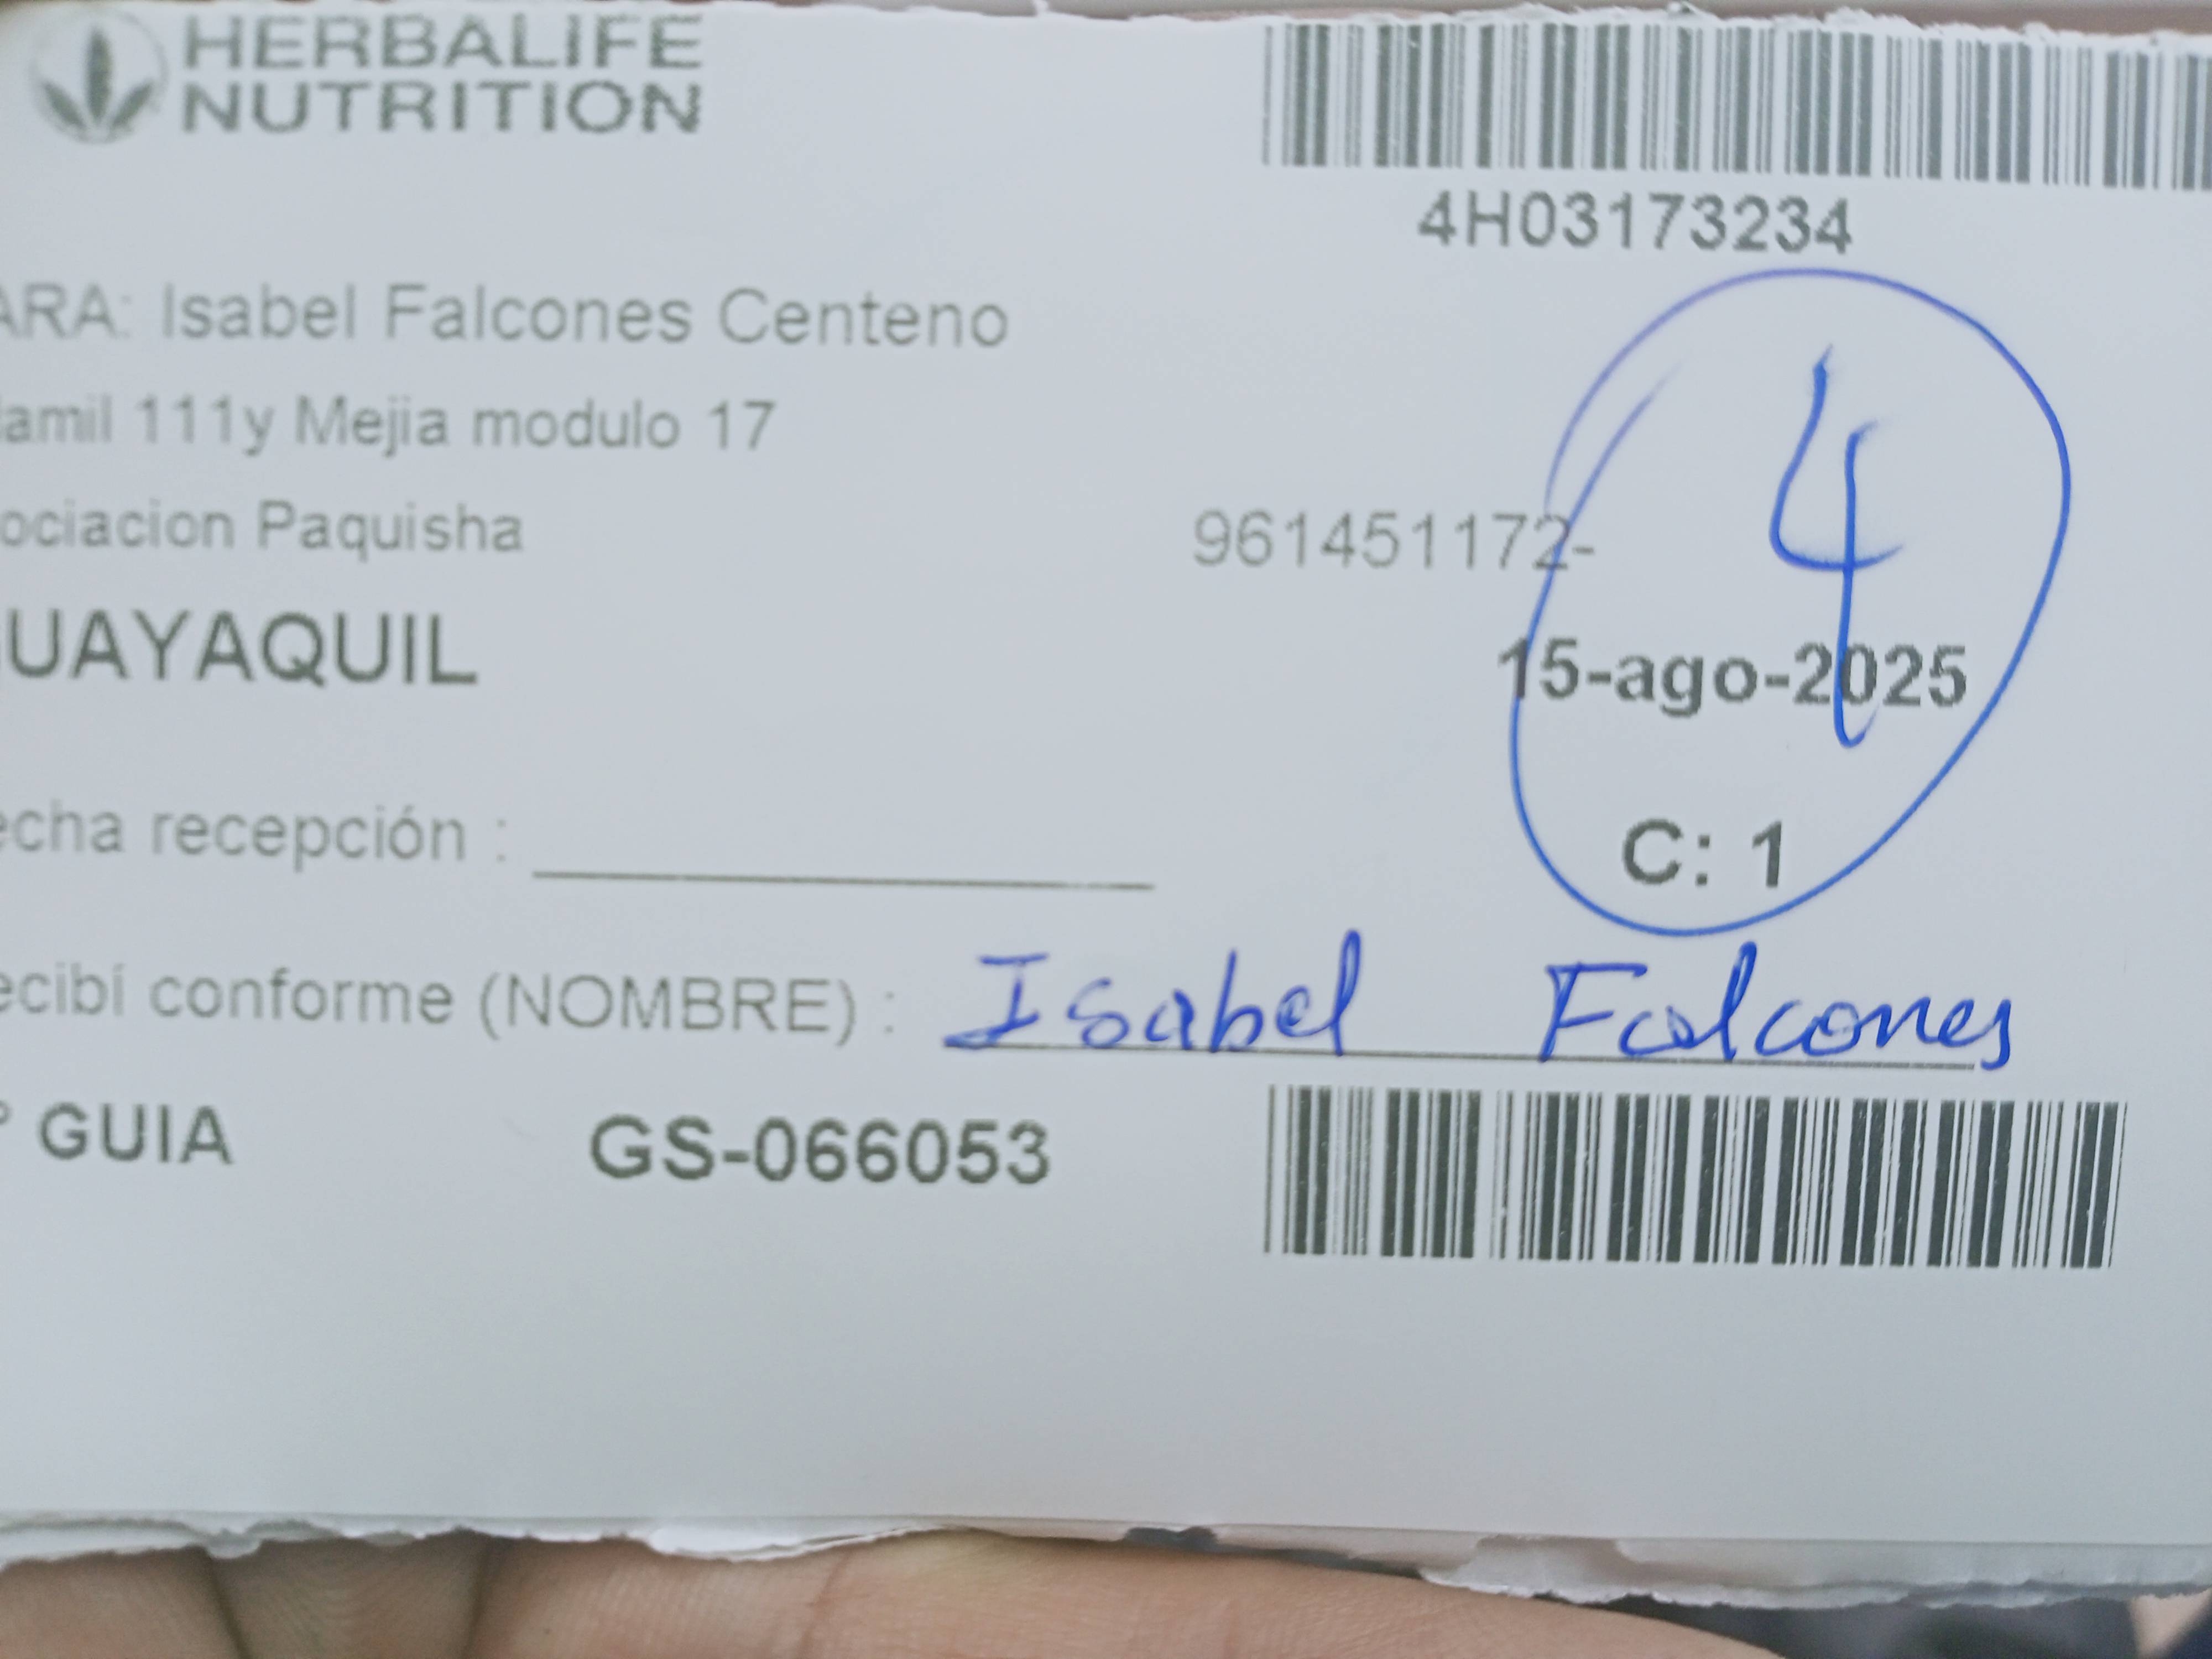 HERBALIFE
NUTRITION
4H03173234
ARA: Isabel Falcones Centeno
4
amil 111y Mejia modulo 17
ociacion Paquisha
961451172-
UAYAQUIL
15-ago-2025
C: 1
echa recepción :
ecibí conforme (NOMBRE) : Isabel Falcones
GUIA GS-066053